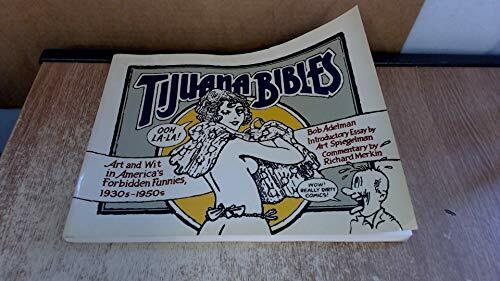 TIJUANA BIBLES
OOH,
LA-LA!
Bob Adelman
Introductory Essay by
Art Spiegelman
Commentary by
Richard Merkin
Art and Wit
in America's
Forbidden Funnies,
1930s-1950s
WOW!
REALLY DIRTY
COMICS!